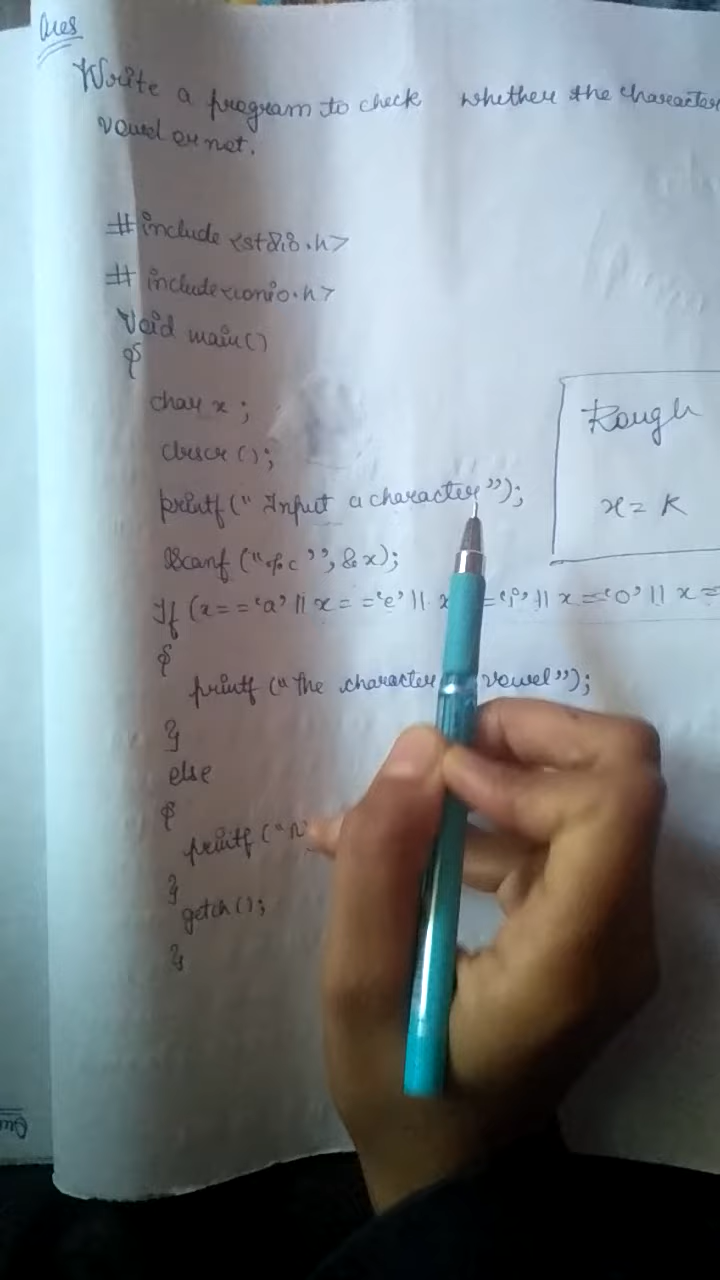 Ques
Write a program to check whether the character
vowel or not.
#include <stdio.h>
#include<conio.h>
Void main()
{
char x;
clrscr();
printf("Input a character");
Scanf("%c", &x);
If (x=='a' || x=='e' || x =='i' || x=='o' || x=
{
printf("The character vowel");
}
else
{
printf("N
}
getch();
}
Rough
x=K